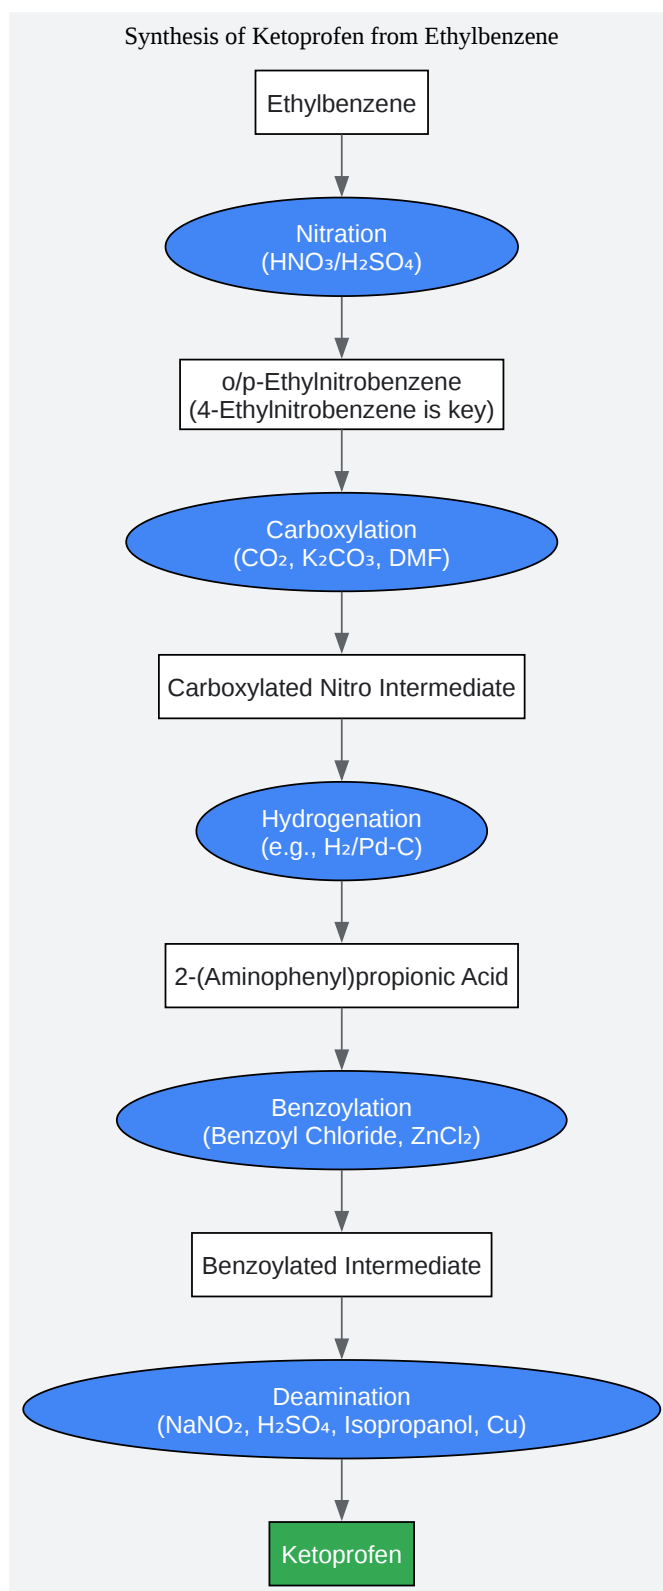 Synthesis of Ketoprofen from Ethylbenzene
Ethylbenzene
Nitration
(HNO₃/H₂SO₄)
o/p-Ethylnitrobenzene
(4-Ethylnitrobenzene is key)
Carboxylation
(CO₂, K₂CO₃, DMF)
Carboxylated Nitro Intermediate
Hydrogenation
(e.g., H₂/Pd-C)
2-(Aminophenyl)propionic Acid
Benzoylation
(Benzoyl Chloride, ZnCl₂)
Benzoylated Intermediate
Deamination
(NaNO₂, H₂SO₄, Isopropanol, Cu)
Ketoprofen